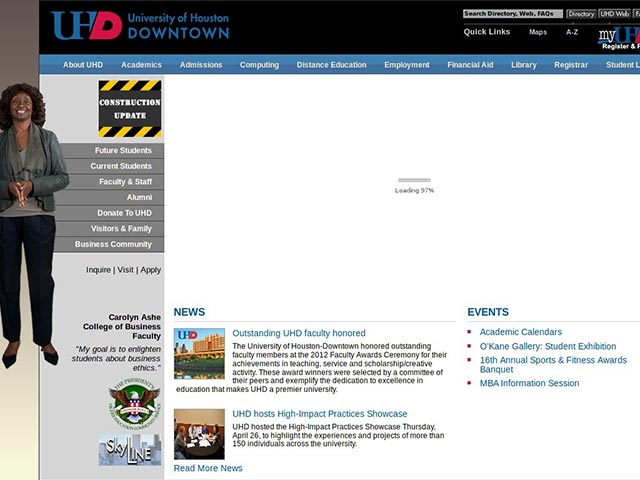 UHD University of Houston
DOWNTOWN
Search Directory, Web, FAQs Directory UHD Web
Quick Links Maps A-Z
my UHD
Register & P
About UHD Academics Admissions Computing Distance Education Employment Financial Aid Library Registrar Student L
CONSTRUCTION
UPDATE
Future Students
Current Students
Faculty & Staff
Alumni
Donate To UHD
Visitors & Family
Business Community
Inquire | Visit | Apply
Loading 97%
Carolyn Ashe
College of Business
Faculty
"My goal is to enlighten
students about business
ethics."
THE PRESIDENT'S
SKYLINE
NEWS
UHD
Outstanding UHD faculty honored
The University of Houston-Downtown honored outstanding
faculty members at the 2012 Faculty Awards Ceremony for their
achievements in teaching, service and scholarship/creative
activity. These award winners were selected by a committee of
their peers and exemplify the dedication to excellence in
education that makes UHD a premier university.
UHD hosts High-Impact Practices Showcase
UHD hosted the High-Impact Practices Showcase Thursday,
April 26, to highlight the experiences and projects of more than
150 individuals across the university.
Read More News
EVENTS
Academic Calendars
O'Kane Gallery: Student Exhibition
16th Annual Sports & Fitness Awards
Banquet
MBA Information Session